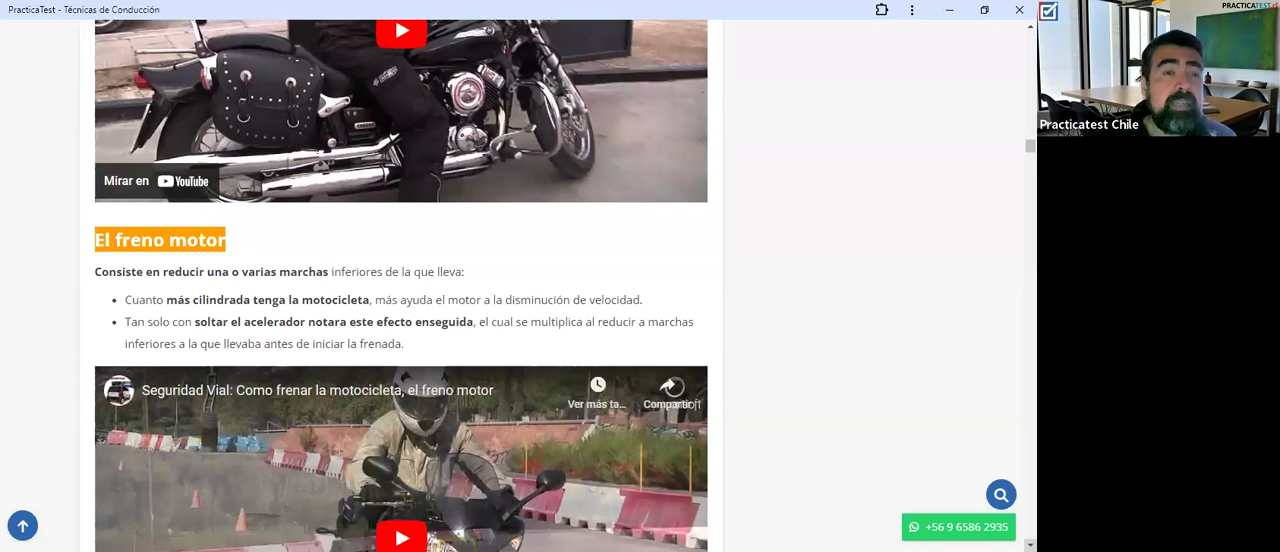 PracticaTest - Técnicas de Conducción
PRACTICATEST.cl
Practicatest Chile
Mirar en YouTube
El freno motor
Consiste en reducir una o varias marchas inferiores de la que lleva:
Cuanto más cilindrada tenga la motocicleta, más ayuda el motor a la disminución de velocidad.
Tan solo con soltar el acelerador notara este efecto enseguida, el cual se multiplica al reducir a marchas
inferiores a la que llevaba antes de iniciar la frenada.
Seguridad Vial: Como frenar la motocicleta, el freno motor
Ver más ta...
Compartir
+56 9 6586 2935